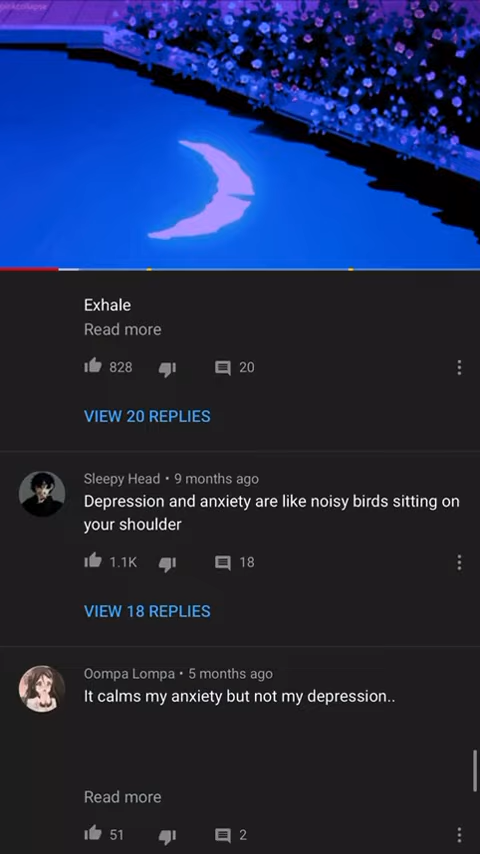 Exhale
Read more
828
20
VIEW 20 REPLIES
Sleepy Head • 9 months ago
Depression and anxiety are like noisy birds sitting on
your shoulder
1.1K
18
VIEW 18 REPLIES
Oompa Lompa • 5 months ago
It calms my anxiety but not my depression..
Read more
51
2